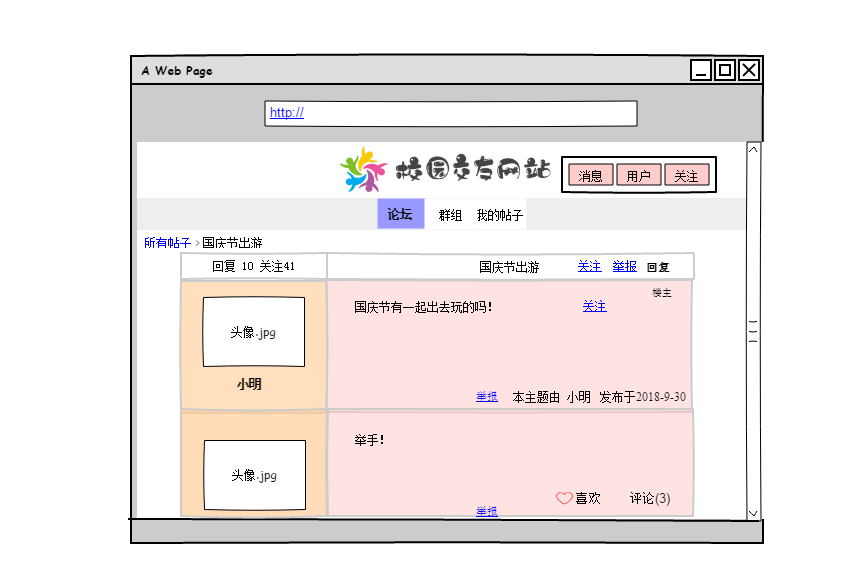 A Web Page
http://
校园交友网站
消息 用户 关注
论坛 群组 我的帖子
所有帖子 > 国庆节出游
回复 10 关注41 国庆节出游 关注 举报 回复
楼主
国庆节有一起出去玩的吗! 关注
头像.jpg
小明
举报 本主题由 小明 发布于2018-9-30
举手!
头像.jpg
喜欢 评论(3)
举报